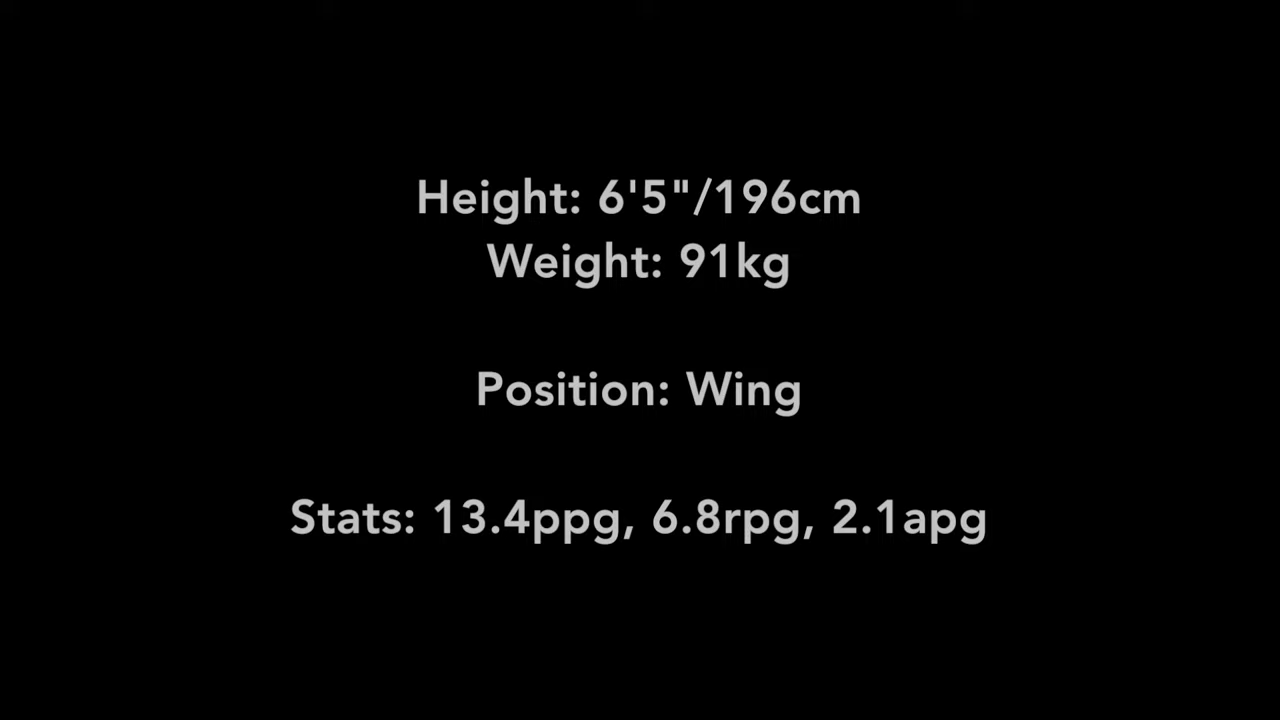 Height: 6'5"/196cm
Weight: 91kg
Position: Wing
Stats: 13.4ppg, 6.8rpg, 2.1apg